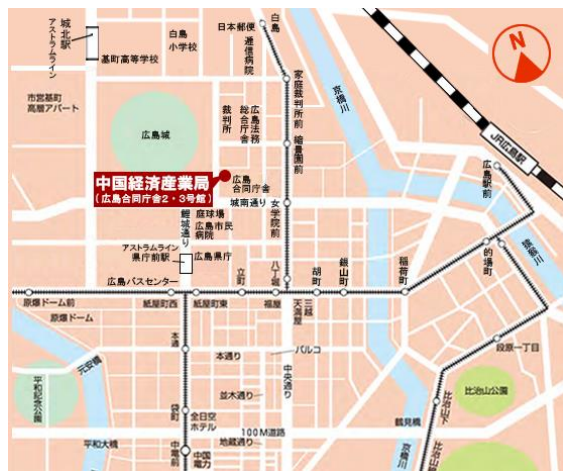 城北駅
アストラムライン
白島
小学校
日本郵便
逓信病院
白島
基町高等学校
市営基町
高層アパート
広島城
裁判所
総合庁舎
広島法務
家庭裁判所前
京橋川
N
JR広島駅
縮景園前
中国経済産業局
(広島合同庁舎2・3号館)
広島
合同庁舎
広島駅前
城南通り
女学院前
鯉城通り
庭球場
広島市民
病院
アストラムライン
県庁前駅
広島県庁
猿猴川
的場町
稲荷町
銀山町
胡町
八丁堀
立町
広島バスセンター
原爆ドーム前
紙屋町西
紙屋町東
福屋
天満屋
三越
原爆ドーム
本通
本通り
パルコ
段原一丁目
元安橋
中央通り
平和記念公園
並木通り
比治山公園
比治山下
袋町
全日空
ホテル
鶴見橋
100M道路
平和大橋
地蔵通り
中電前
中国
電力
京橋川